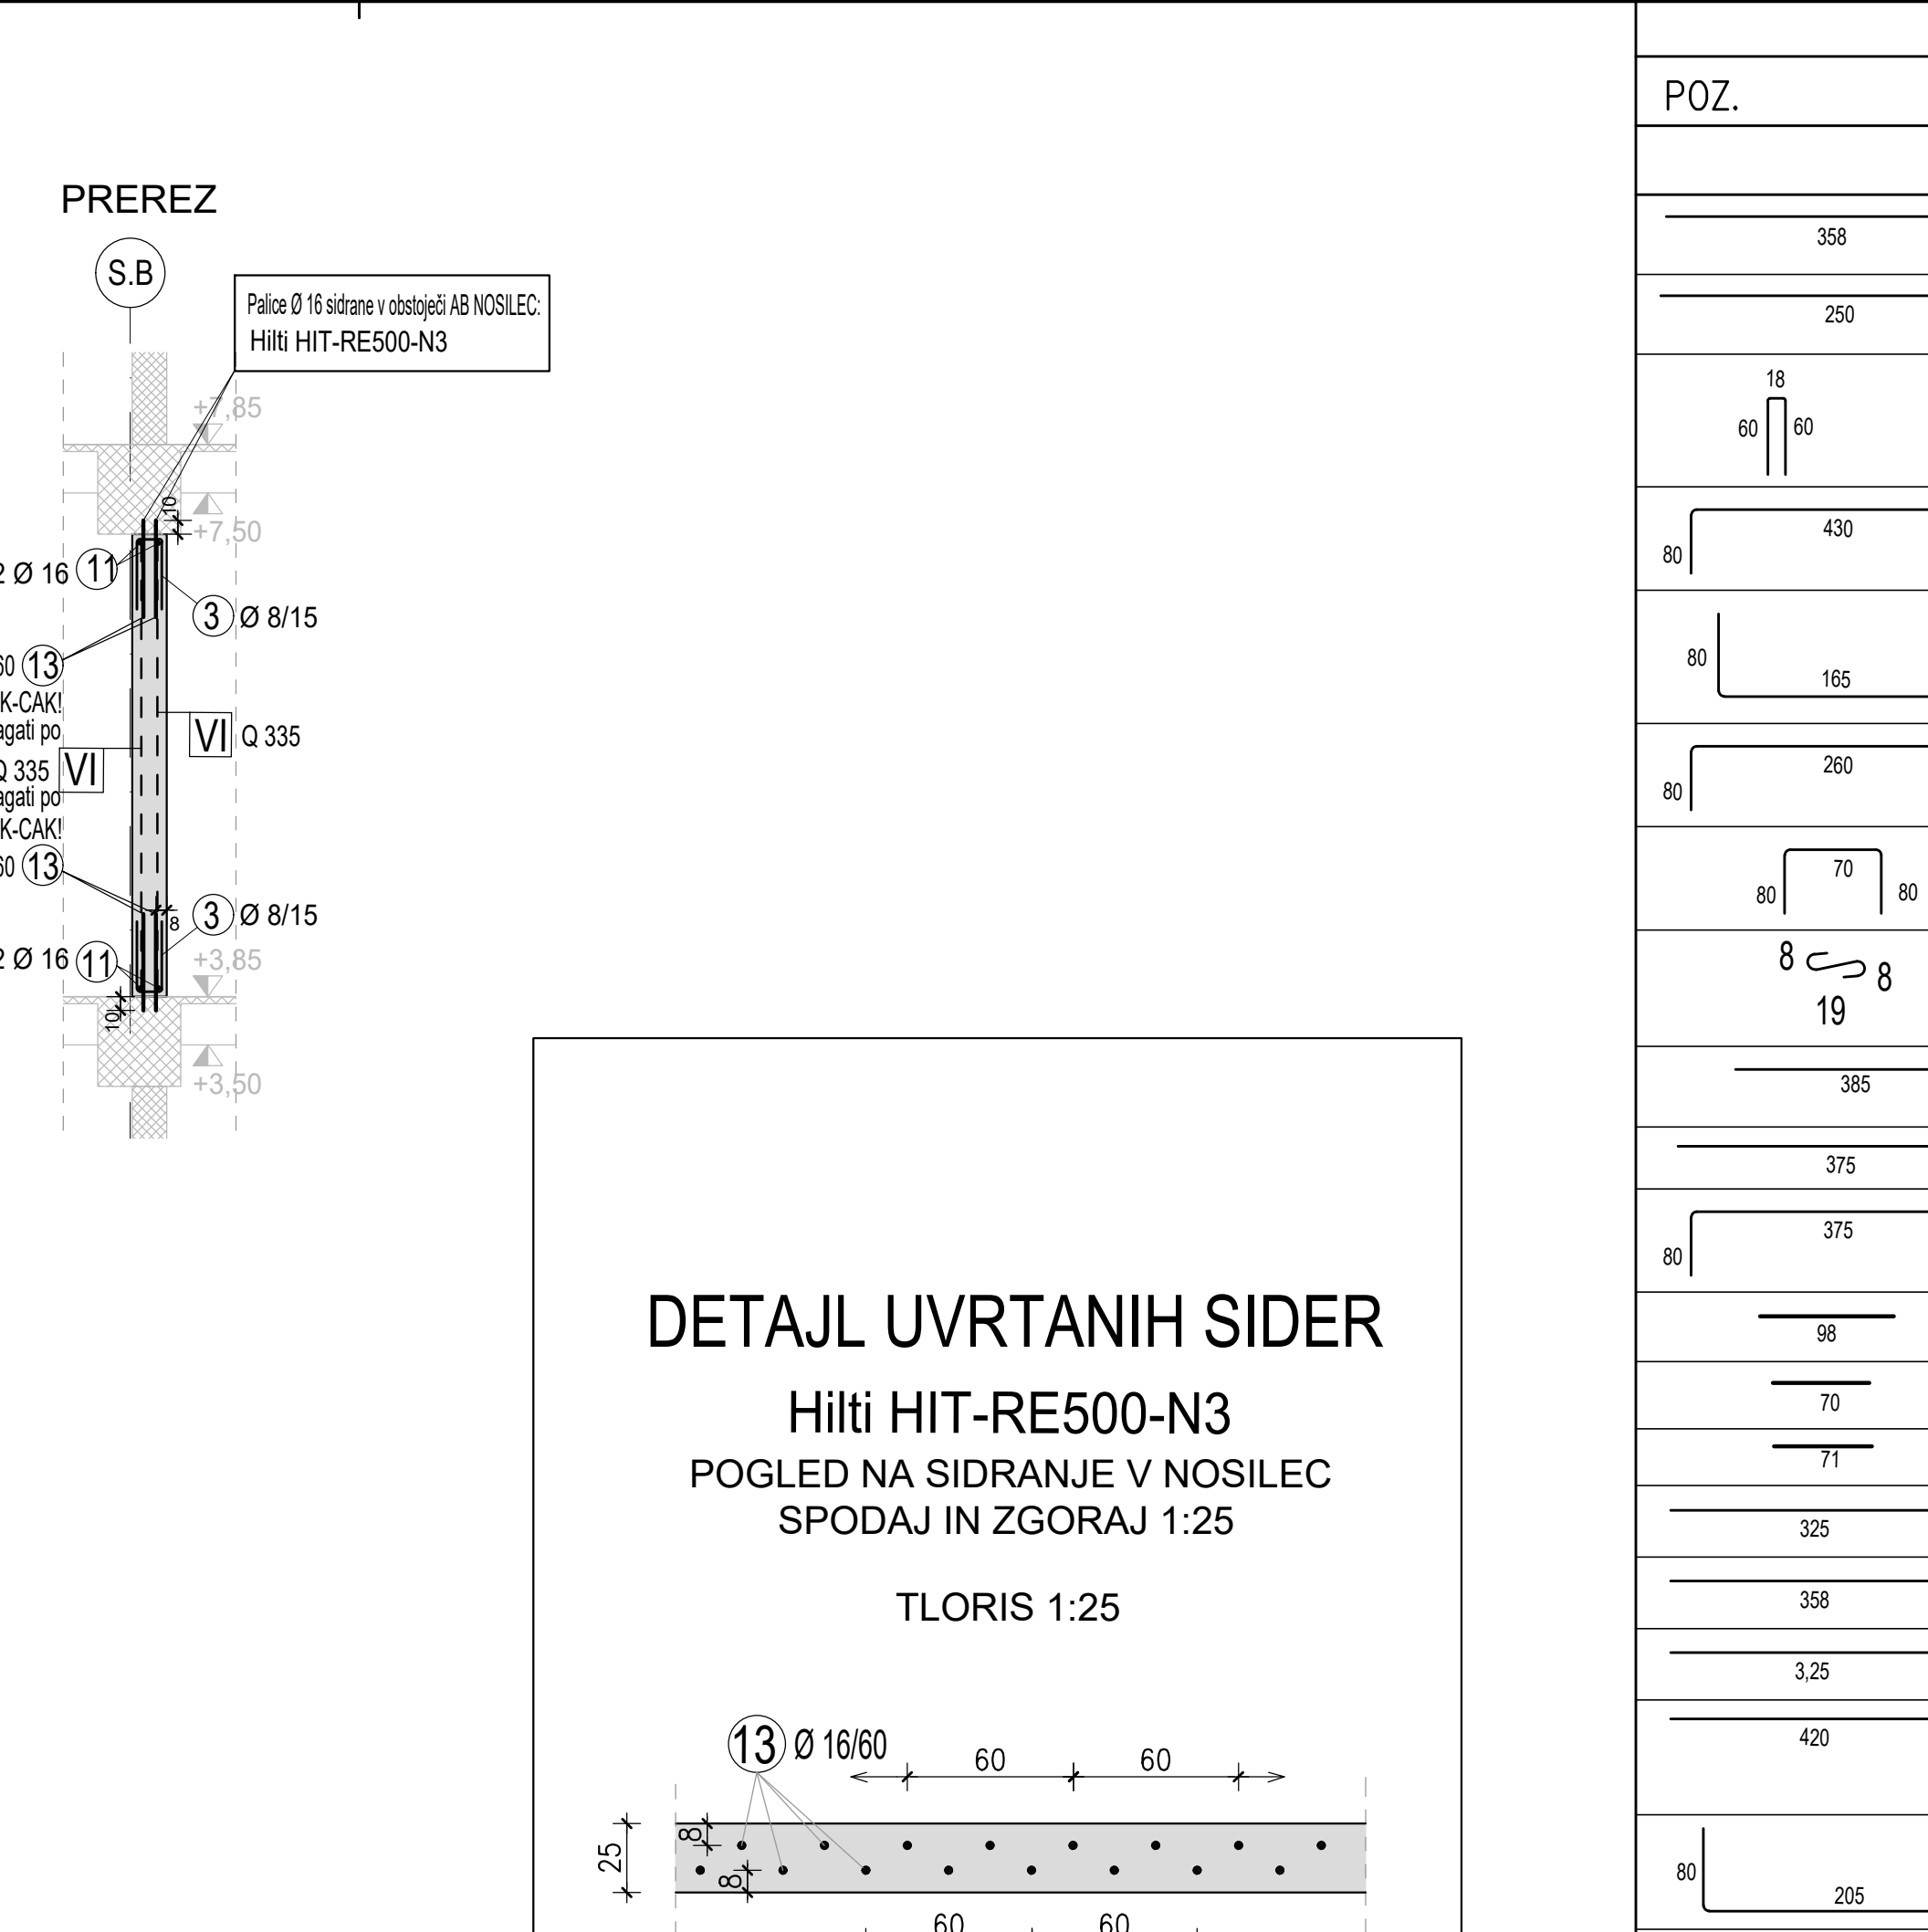 PREREZ
S.B
Palice Ø 16 sidrane v obstoječi AB NOSILEC:
Hilti HIT-RE500-N3
+7,85
10
+7,50
2 Ø 16 11
3 Ø 8/15
60 13
K-CAK!
agati po
VI Q 335
Q 335 VI
agati po
K-CAK!
60 13
8
3 Ø 8/15
2 Ø 16 11
+3,85
10
+3,50
DETAJL UVRTANIH SIDER
Hilti HIT-RE500-N3
POGLED NA SIDRANJE V NOSILEC
SPODAJ IN ZGORAJ 1:25
TLORIS 1:25
13 Ø 16/60
60 60
25
8
8
60 60
POZ.
358
250
18
60 60
430
80
80
165
260
80
70
80 80
8 8
19
385
375
375
80
98
70
71
325
358
3,25
420
80
205